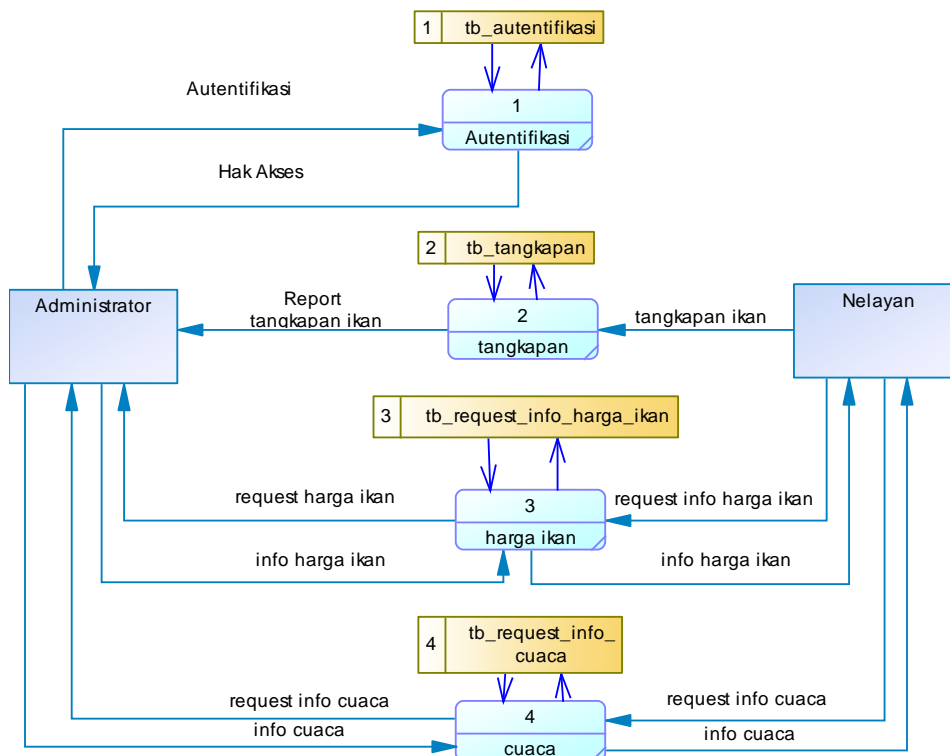 1 tb_autentifikasi
Autentifikasi
1
Autentifikasi
Hak Akses
2 tb_tangkapan
Administrator
Report
tangkapan ikan
2
tangkapan
tangkapan ikan
Nelayan
3 tb_request_info_harga_ikan
request harga ikan
3
harga ikan
request info harga ikan
info harga ikan
info harga ikan
4 tb_request_info_
cuaca
request info cuaca
info cuaca
4
cuaca
request info cuaca
info cuaca